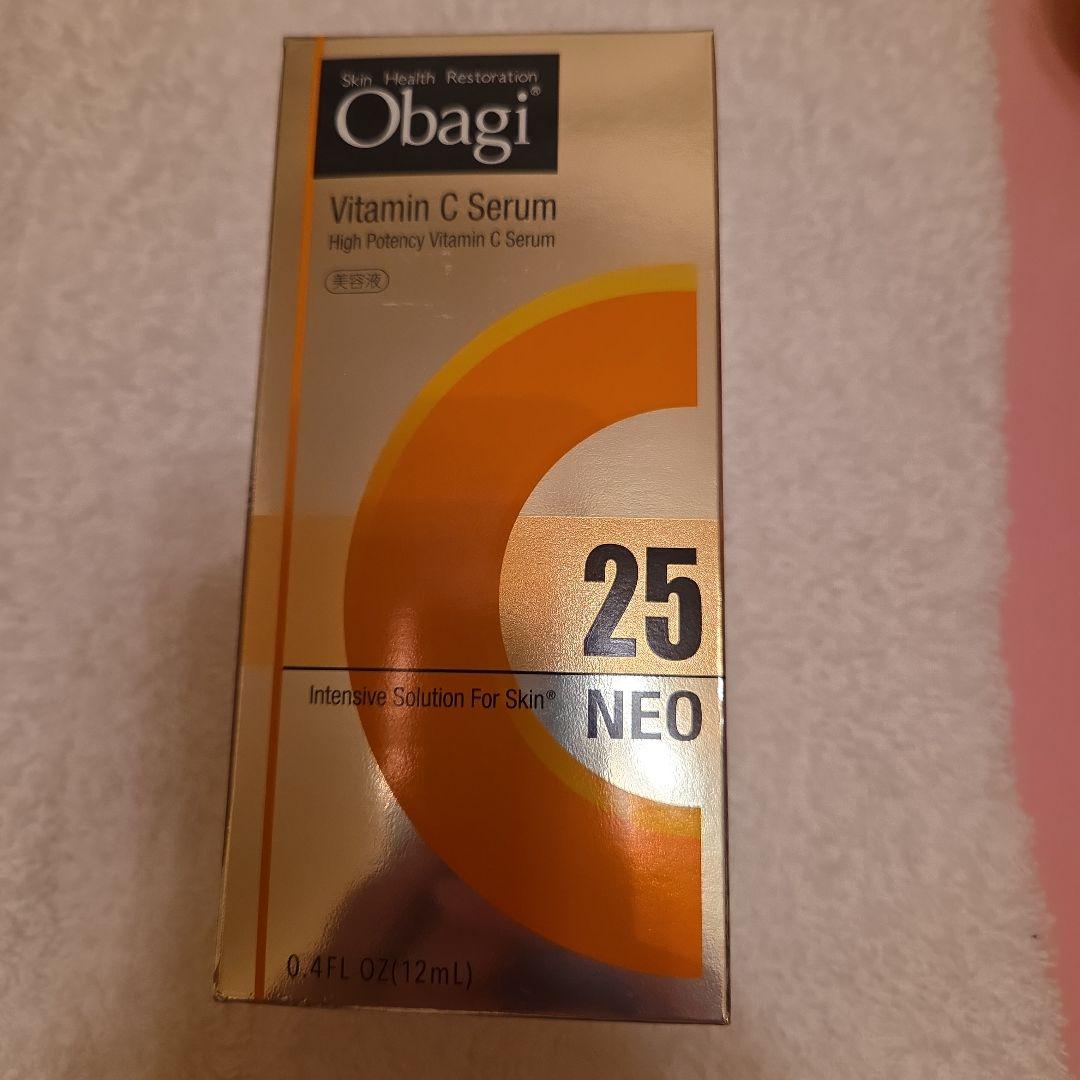 Skin Health Restoration
Obagi®
Vitamin C Serum
High Potency Vitamin C Serum
美容液
25
Intensive Solution For Skin®
NEO
0.4FL OZ(12mL)